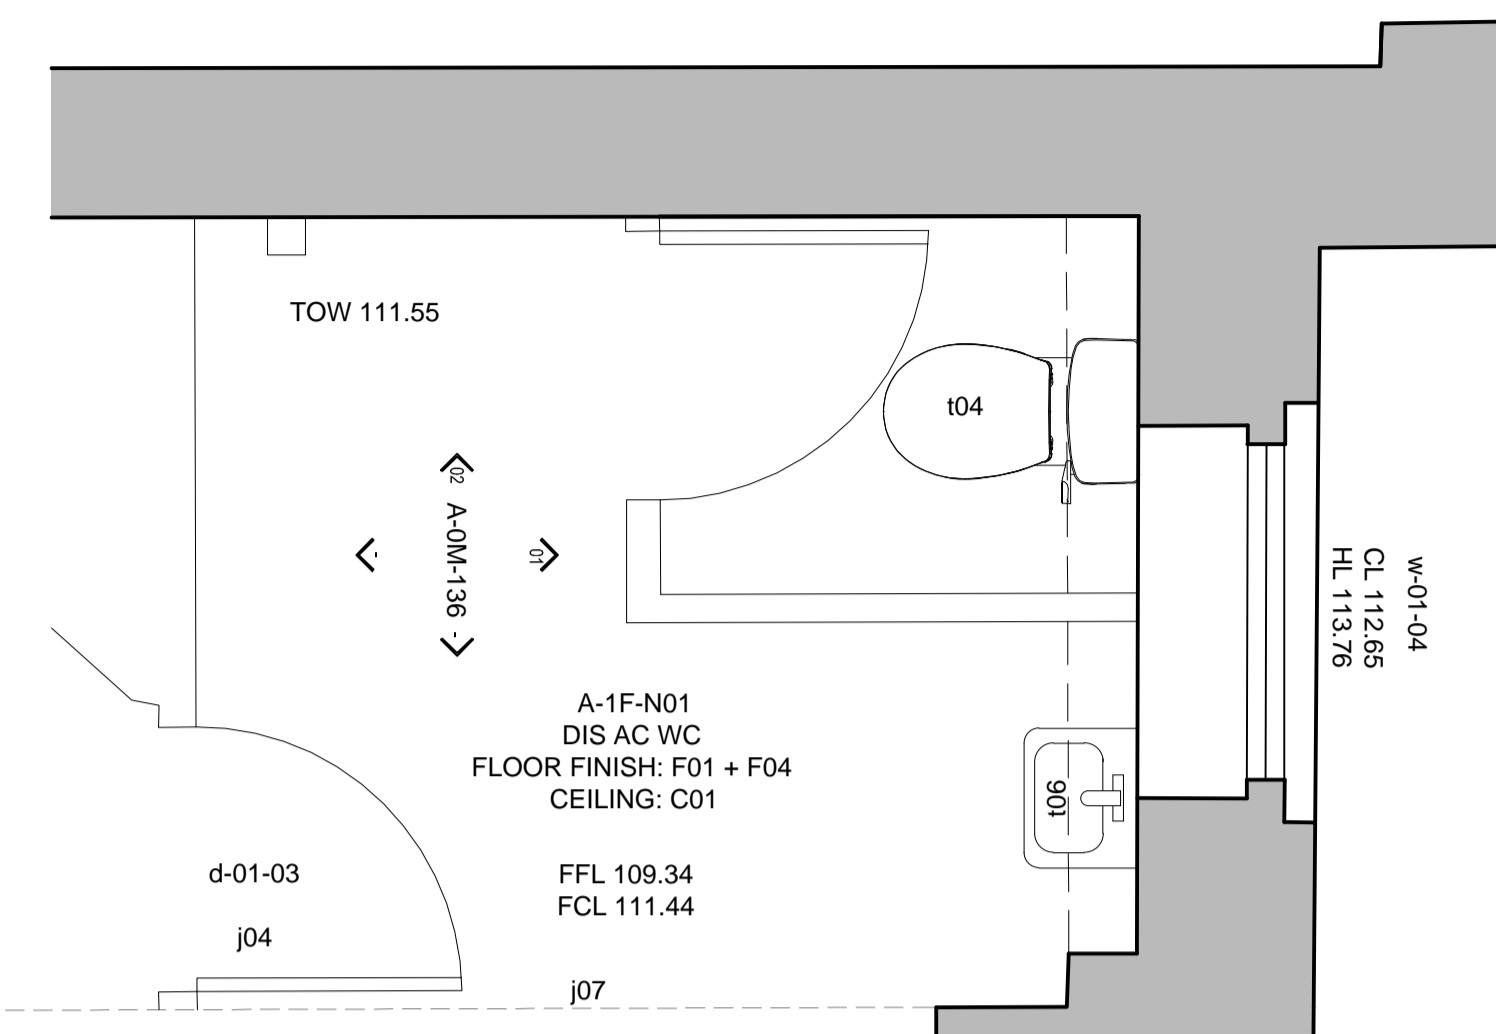 TOW 111.55
t04
02
A-0M-136
-
-
01
w-01-04
CL 112.65
HL 113.76
A-1F-N01
DIS AC WC
FLOOR FINISH: F01 + F04
CEILING: C01
t06
d-01-03
FFL 109.34
FCL 111.44
j04
j07